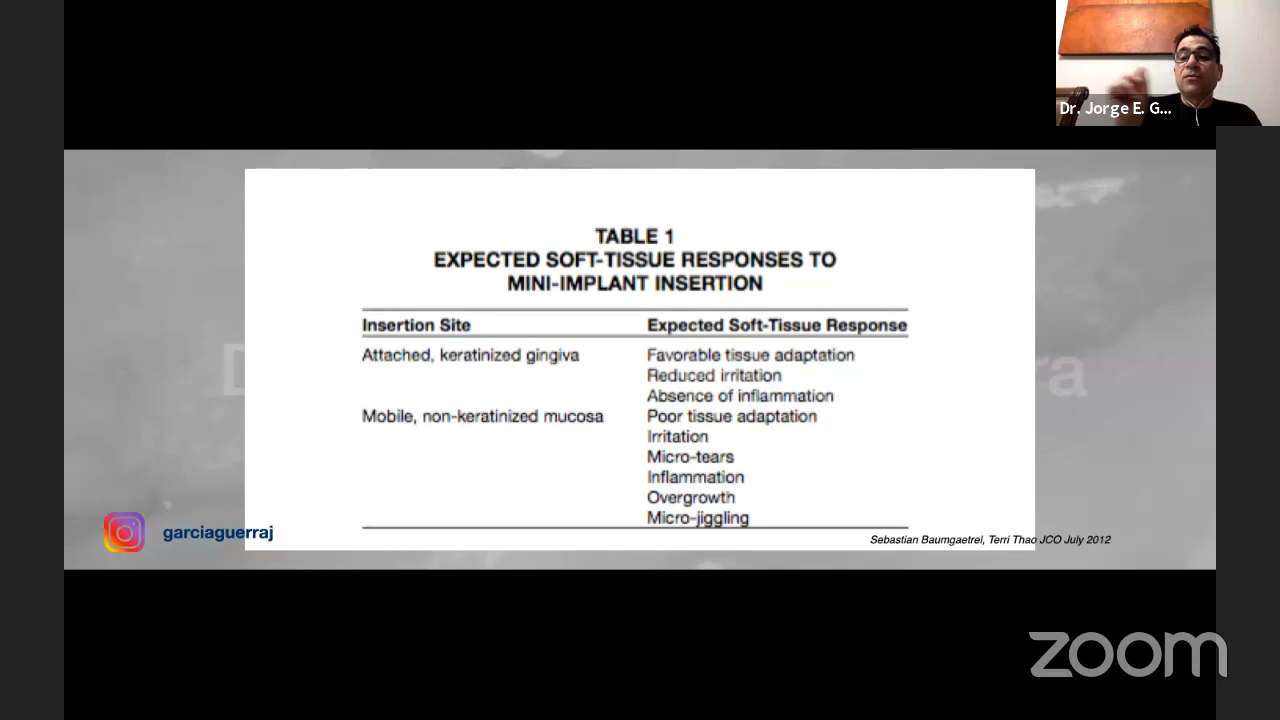 Dr. Jorge E. G...
TABLE 1
EXPECTED SOFT-TISSUE RESPONSES TO
MINI-IMPLANT INSERTION
Insertion Site Expected Soft-Tissue Response
Attached, keratinized gingiva Favorable tissue adaptation
Reduced irritation
Absence of inflammation
Mobile, non-keratinized mucosa Poor tissue adaptation
Irritation
Micro-tears
Inflammation
Overgrowth
Micro-jiggling
garciaguerraj
Sebastian Baumgaetrel, Terri Thao JCO July 2012
zoom